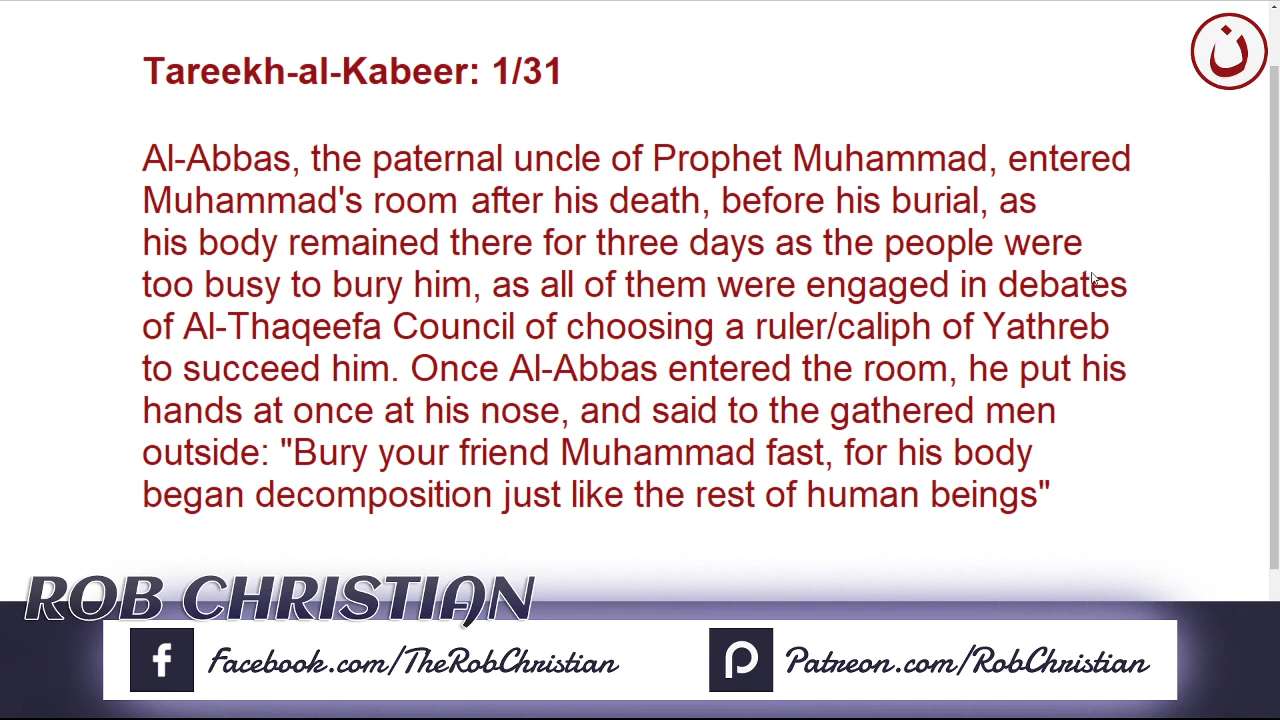 Tareekh-al-Kabeer: 1/31
ن
Al-Abbas, the paternal uncle of Prophet Muhammad, entered
Muhammad's room after his death, before his burial, as
his body remained there for three days as the people were
too busy to bury him, as all of them were engaged in debates
of Al-Thaqeefa Council of choosing a ruler/caliph of Yathreb
to succeed him. Once Al-Abbas entered the room, he put his
hands at once at his nose, and said to the gathered men
outside: "Bury your friend Muhammad fast, for his body
began decomposition just like the rest of human beings"
ROB CHRISTIAN
Facebook.com/TheRobChristian
Patreon.com/RobChristian